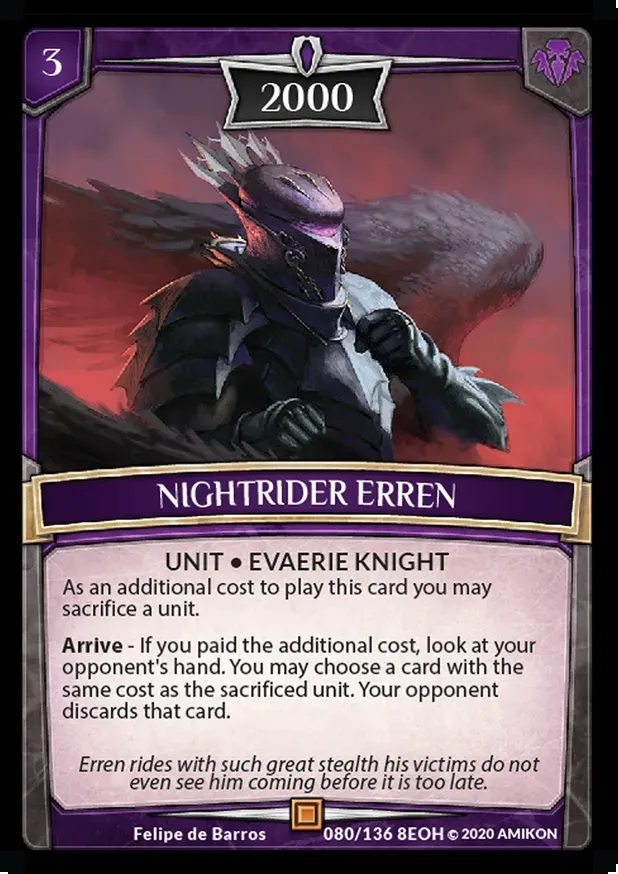 3
2000
NIGHTRIDER ERREN
UNIT • EVAERIE KNIGHT
As an additional cost to play this card you may
sacrifice a unit.
Arrive - If you paid the additional cost, look at your
opponent's hand. You may choose a card with the
same cost as the sacrificed unit. Your opponent
discards that card.
Erren rides with such great stealth his victims do not
even see him coming before it is too late.
Felipe de Barros 080/136 8EOH © 2020 AMIKON